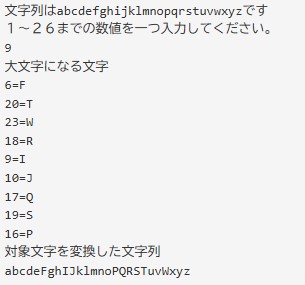 文字列はabcdefghijklmnopqrstuvwxyzです
１～２６までの数値を一つ入力してください。
9
大文字になる文字
6=F
20=T
23=W
18=R
9=I
10=J
17=Q
19=S
16=P
対象文字を変換した文字列
abcdeFghIJklmnoPQRSTuvWxyz